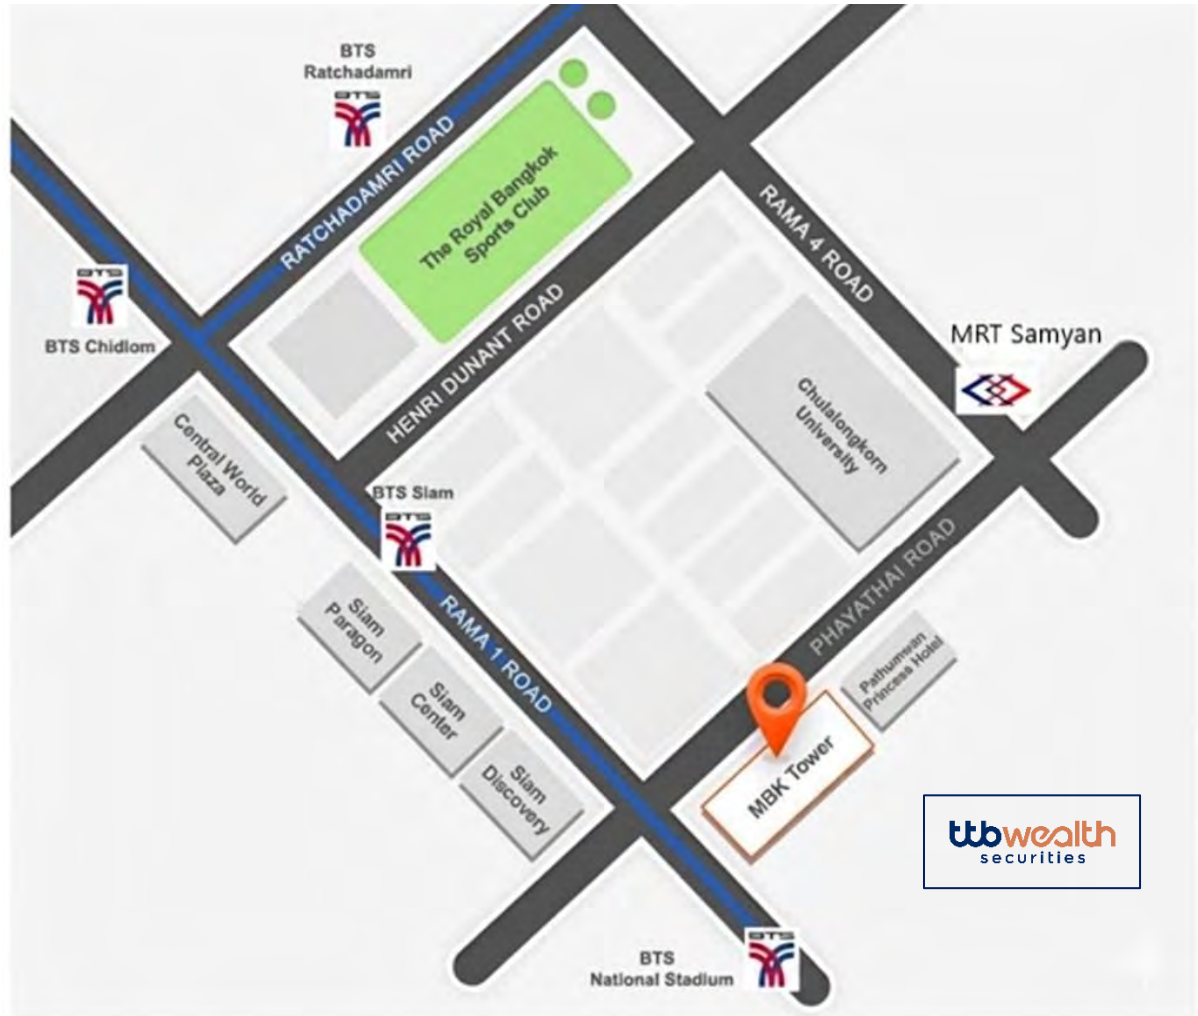 BTS
Ratchadamri
BTS
RATCHADAMRI ROAD
The Royal Bangkok
Sports Club
RAMA 4 ROAD
BTS
BTS Chidlom
HENRI DUNANT ROAD
MRT Samyan
Chulalongkorn
University
Central World
Plaza
BTS Siam
BTS
PHAYATHAI ROAD
Siam
Paragon
RAMA 1 ROAD
Pathumwan
Princess Hotel
Siam
Center
MBK Tower
Siam
Discovery
ttbwealth
securities
BTS
National Stadium
BTS